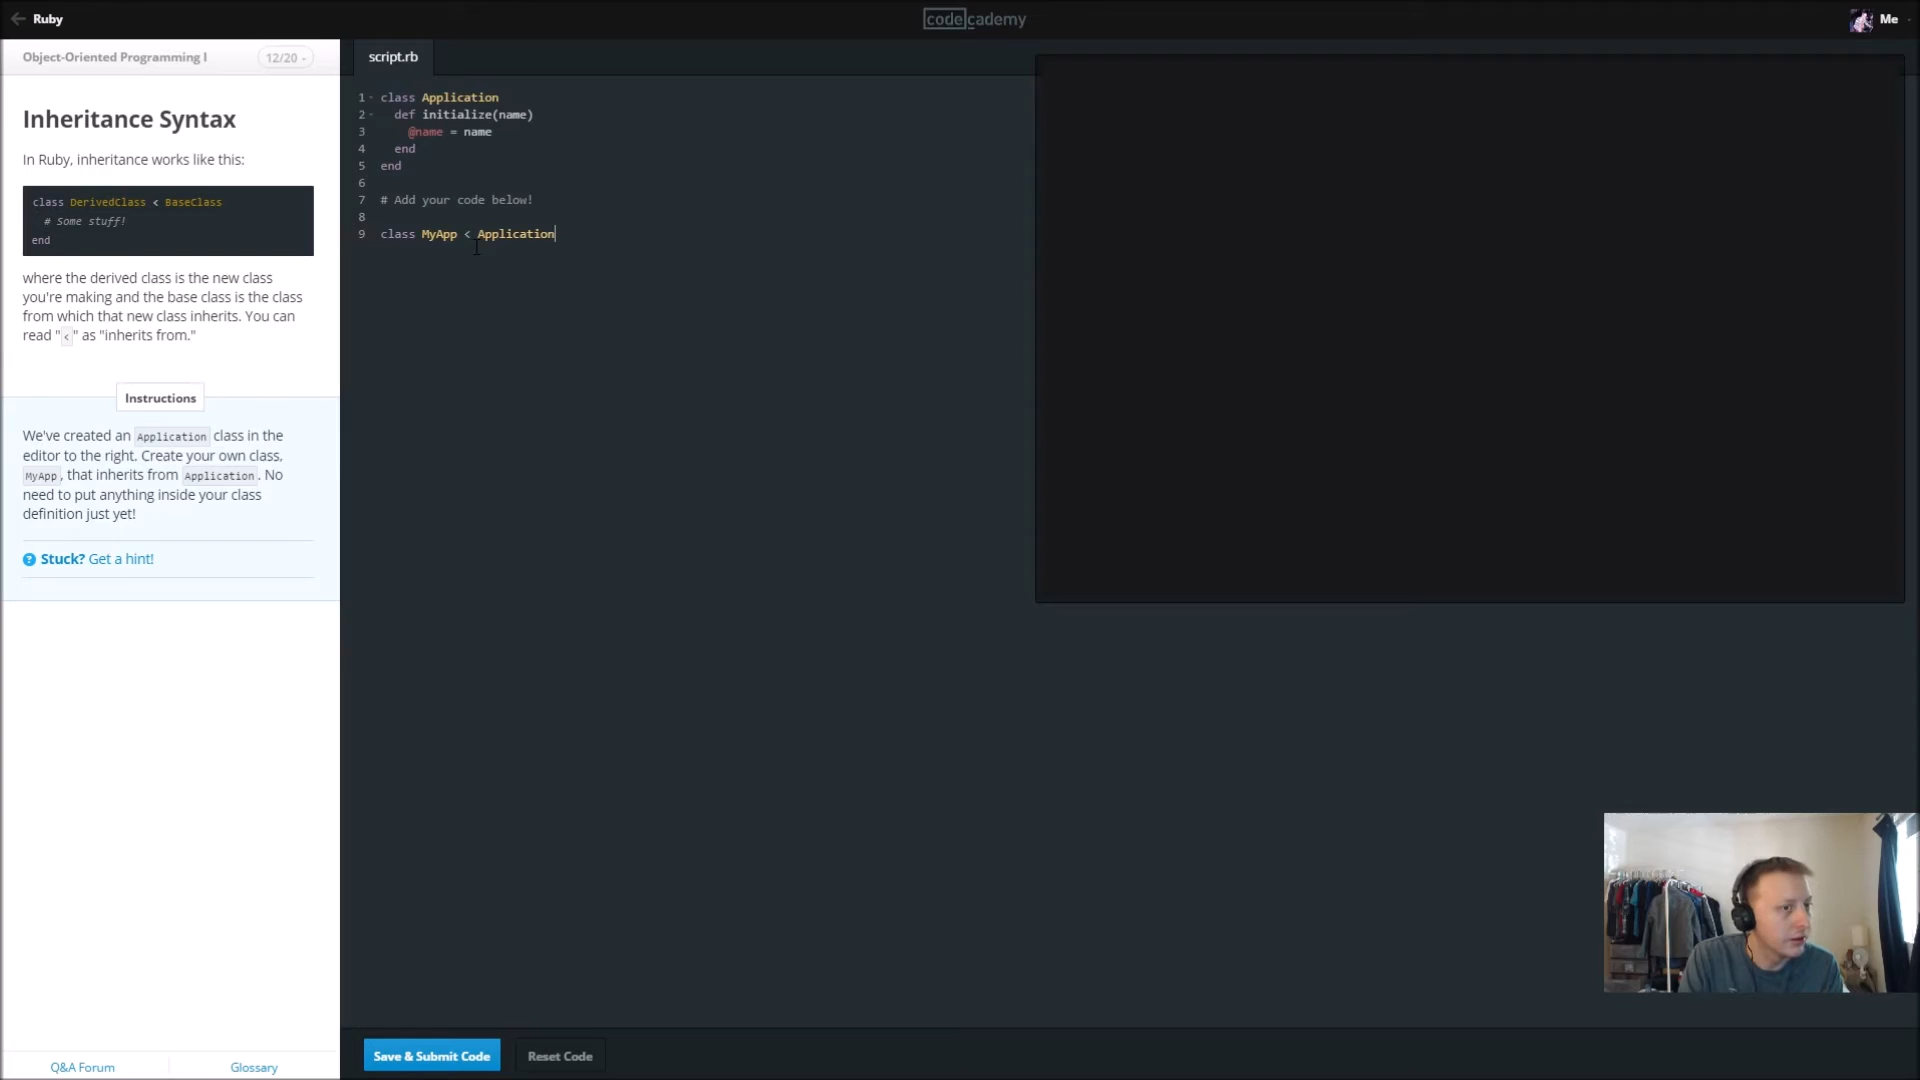 Ruby
codecademy
Me
Object-Oriented Programming I
12/20
script.rb
Inheritance Syntax
In Ruby, inheritance works like this:
class DerivedClass < BaseClass
# Some stuff!
end
where the derived class is the new class
you're making and the base class is the class
from which that new class inherits. You can
read "<" as "inherits from."
Instructions
We've created an Application class in the
editor to the right. Create your own class,
MyApp, that inherits from Application. No
need to put anything inside your class
definition just yet!
? Stuck? Get a hint!
Q&A Forum
Glossary
1 class Application
2 def initialize(name)
3 @name = name
4 end
5 end
6
7 # Add your code below!
8
9 class MyApp < Application
Save & Submit Code
Reset Code